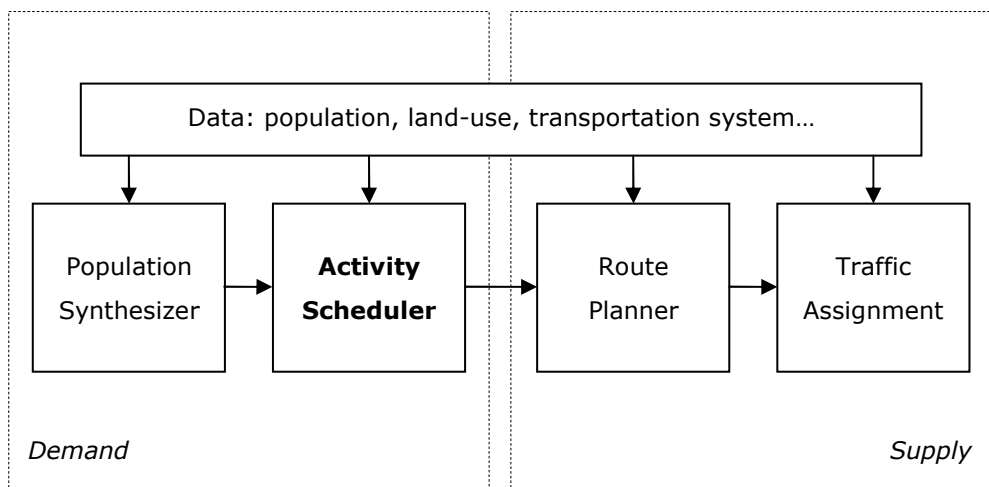 Data: population, land-use, transportation system…
Population
Synthesizer
Activity
Scheduler
Route
Planner
Traffic
Assignment
Demand
Supply